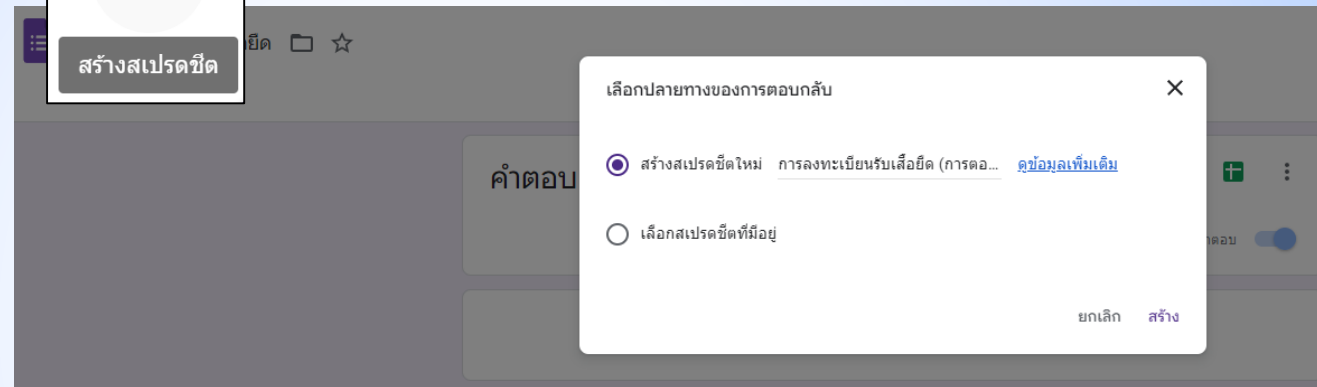 สร้างสเปรดชีต
ยืด
เลือกปลายทางของการตอบกลับ
คำตอบ
สร้างสเปรดชีตใหม่ การลงทะเบียนรับเสื้อยืด (การตอ... ดูข้อมูลเพิ่มเติม
เลือกสเปรดชีตที่มีอยู่
ำตอบ
ยกเลิก สร้าง